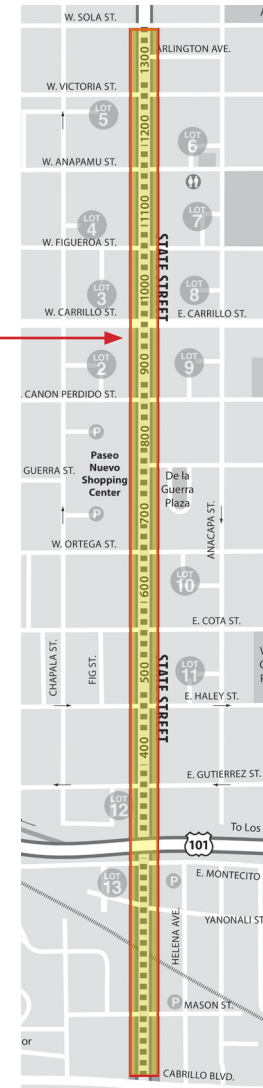 W. SOLA ST.
ARLINGTON AVE.
1300
W. VICTORIA ST.
LOT 5
1200
LOT 6
W. ANAPAMU ST.
1100
LOT 4
LOT 7
W. FIGUEROA ST.
STATE STREET
1000
LOT 3
LOT 8
W. CARRILLO ST.
E. CARRILLO ST.
900
LOT 2
LOT 9
CANON PERDIDO ST.
800
P
Paseo
Nuevo
Shopping
Center
GUERRA ST.
De la
Guerra
Plaza
700
P
ANACAPA ST.
W. ORTEGA ST.
600
LOT 10
E. COTA ST.
CHAPALA ST.
FIG ST.
500
STATE STREET
LOT 11
E. HALEY ST.
400
E. GUTIERREZ ST.
LOT 12
To Los
101
E. MONTECITO
LOT 13
P
HELENA AVE.
YANONALI ST
P
MASON ST.
or
CABRILLO BLVD.